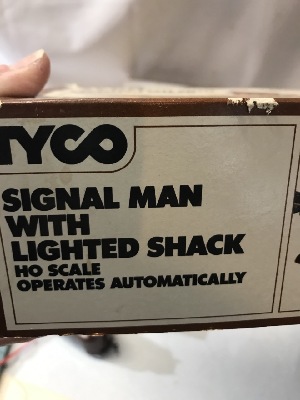 TYCO
SIGNAL MAN
WITH
LIGHTED SHACK
HO SCALE
OPERATES AUTOMATICALLY